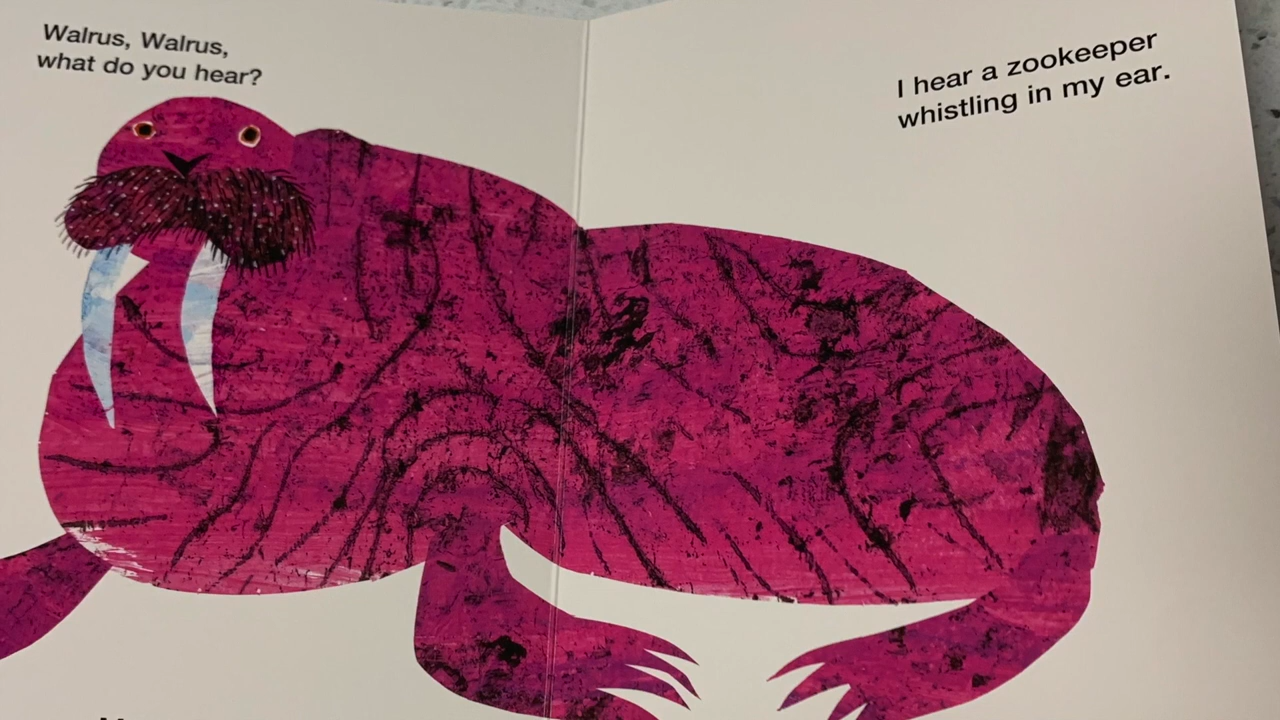 Walrus, Walrus,
what do you hear?
I hear a zookeeper
whistling in my ear.